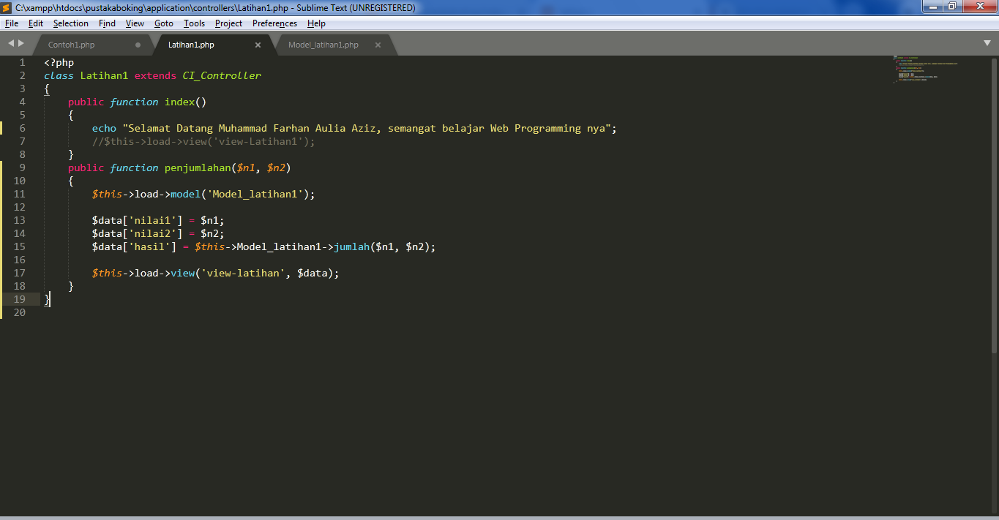 C:\xampp\htdocs\pustakaboking\application\controllers\Latihan1.php - Sublime Text (UNREGISTERED)
File Edit Selection Find View Goto Tools Project Preferences Help
Contoh1.php Latihan1.php Model_latihan1.php
1 <?php
2 class Latihan1 extends CI_Controller
3 {
4     public function index()
5     {
6         echo "Selamat Datang Muhammad Farhan Aulia Aziz, semangat belajar Web Programming nya";
7         //$this->load->view('view-Latihan1');
8     }
9     public function penjumlahan($n1, $n2)
10     {
11         $this->load->model('Model_latihan1');
12
13         $data['nilai1'] = $n1;
14         $data['nilai2'] = $n2;
15         $data['hasil'] = $this->Model_latihan1->jumlah($n1, $n2);
16
17         $this->load->view('view-latihan', $data);
18     }
19 }
20